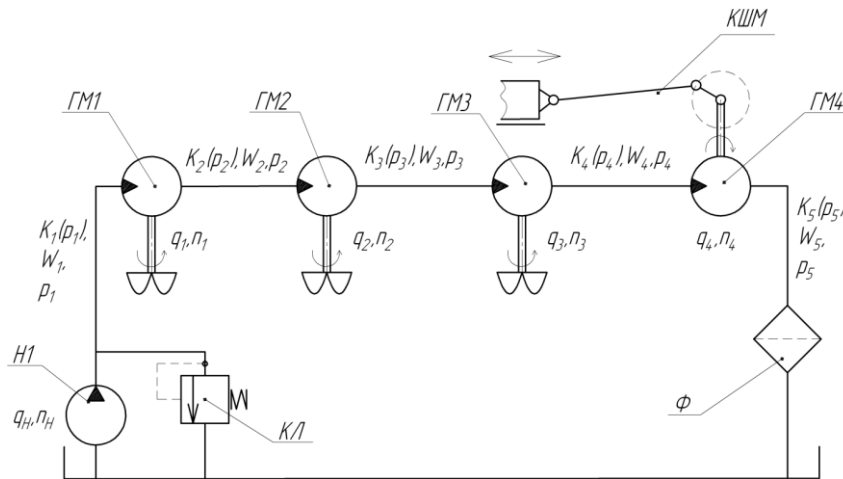 КШМ
ГМ1
ГМ2
ГМ3
ГМ4
K₂(p₂),W₂,p₂
K₃(p₃),W₃,p₃
K₄(p₄),W₄,p₄
K₁(p₁),
W₁,
p₁
q₁,n₁
q₂,n₂
q₃,n₃
q₄,n₄
K₅(p₅)
W₅,
p₅
Н1
qН,nН
КЛ
Ф